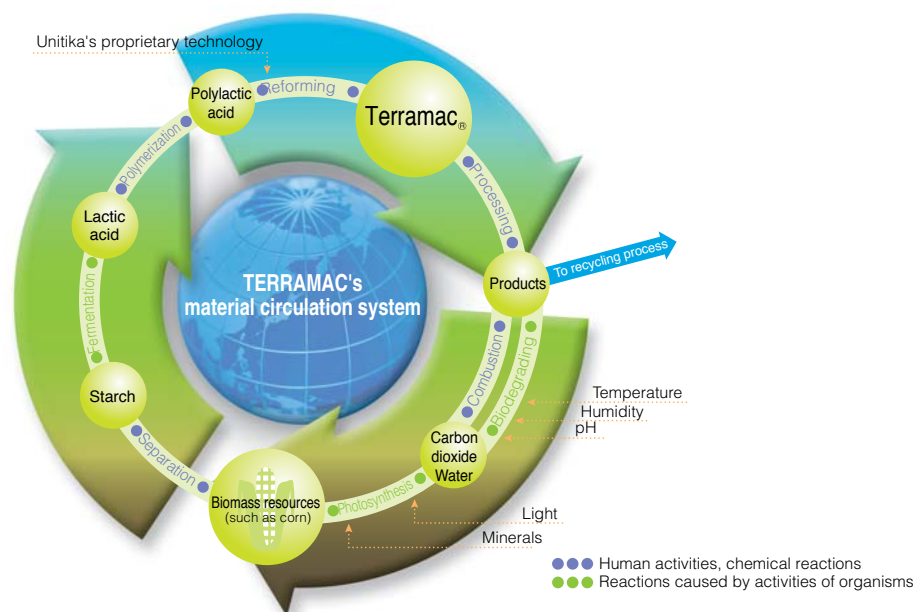 Unitika's proprietary technology
Polylactic
acid
Reforming
Terramac®
Polymerization
Processing
Lactic
acid
To recycling process
TERRAMAC's
material circulation system
Products
Fermentation
Combustion
Biodegrading
Starch
Temperature
Humidity
pH
Carbon
dioxide
Water
Separation
Biomass resources
(such as corn)
Photosynthesis
Light
Minerals
Human activities, chemical reactions
Reactions caused by activities of organisms